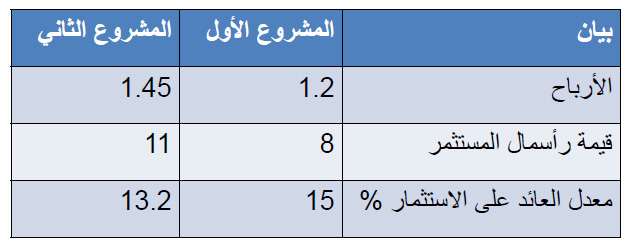 بيان المشروع الأول المشروع الثاني
الأرباح 1.2 1.45
قيمة رأسمال المستثمر 8 11
معدل العائد على الاستثمار % 15 13.2